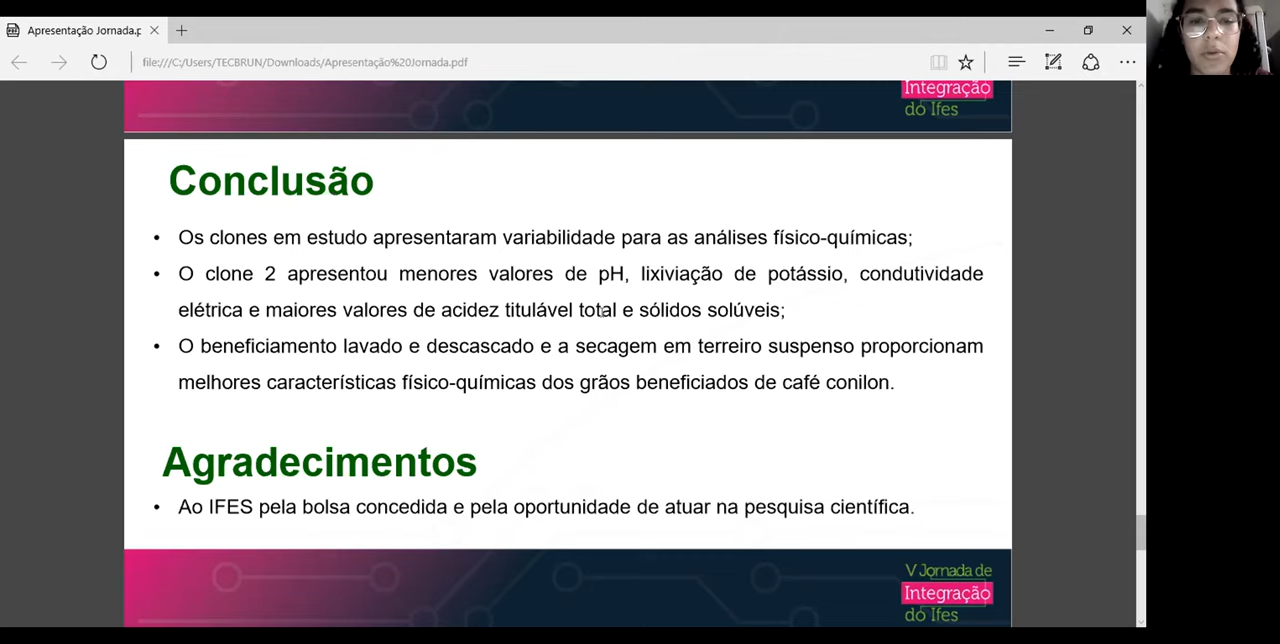 Apresentação Jornada.p
file:///C:/Users/TECBRUN/Downloads/Apresentação%20Jornada.pdf
Integração
do Ifes
Conclusão
• Os clones em estudo apresentaram variabilidade para as análises físico-químicas;
• O clone 2 apresentou menores valores de pH, lixiviação de potássio, condutividade
elétrica e maiores valores de acidez titulável total e sólidos solúveis;
• O beneficiamento lavado e descascado e a secagem em terreiro suspenso proporcionam
melhores características físico-químicas dos grãos beneficiados de café conilon.
Agradecimentos
• Ao IFES pela bolsa concedida e pela oportunidade de atuar na pesquisa científica.
V Jornada de
Integração
do Ifes